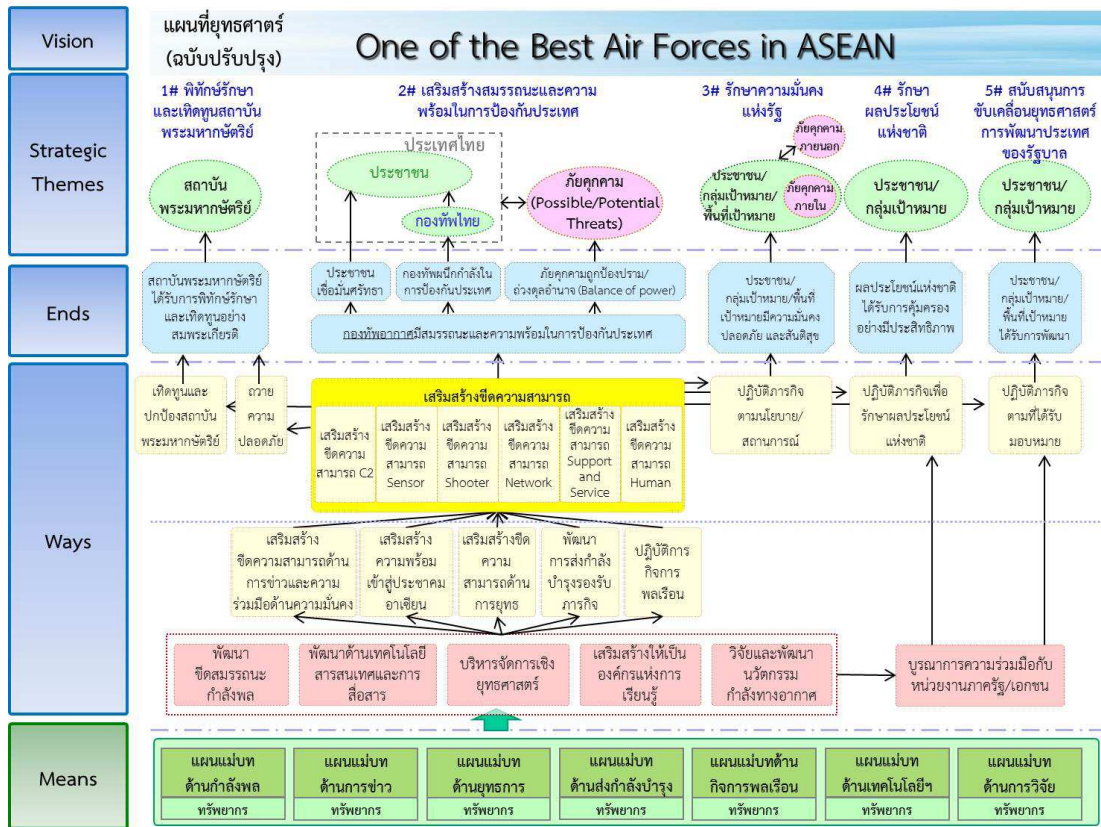 Vision
แผนที่ยุทธศาตร์
(ฉบับปรับปรุง)
One of the Best Air Forces in ASEAN
Strategic
Themes
1# พิทักษ์รักษา
และเทิดทูนสถาบัน
พระมหากษัตริย์
2# เสริมสร้างสมรรถนะและความ
พร้อมในการป้องกันประเทศ
3# รักษาความมั่นคง
แห่งรัฐ
4# รักษา
ผลประโยชน์
แห่งชาติ
5# สนับสนุนการ
ขับเคลื่อนยุทธศาสตร์
การพัฒนาประเทศ
ของรัฐบาล
สถาบัน
พระมหากษัตริย์
ประเทศไทย
ประชาชน
กองทัพไทย
ภัยคุกคาม
(Possible/Potential
Threats)
ภัยคุกคาม
ภายนอก
ประชาชน/
กลุ่มเป้าหมาย/
พื้นที่เป้าหมาย
ภัยคุกคาม
ภายใน
ประชาชน/
กลุ่มเป้าหมาย
ประชาชน/
กลุ่มเป้าหมาย
Ends
สถาบันพระมหากษัตริย์
ได้รับการพิทักษ์รักษา
และเทิดทูนอย่าง
สมพระเกียรติ
ประชาชน
เชื่อมั่นศรัทธา
กองทัพผนึกกำลังใน
การป้องกันประเทศ
ภัยคุกคามถูกป้องปราม/
ถ่วงดุลอำนาจ (Balance of power)
กองทัพอากาศมีสมรรถนะและความพร้อมในการป้องกันประเทศ
ประชาชน/
กลุ่มเป้าหมาย/พื้นที่
เป้าหมายมีความมั่นคง
ปลอดภัย และสันติสุข
ผลประโยชน์แห่งชาติ
ได้รับการคุ้มครอง
อย่างมีประสิทธิภาพ
ประชาชน/
กลุ่มเป้าหมาย/
พื้นที่เป้าหมาย
ได้รับการพัฒนา
Ways
เทิดทูนและ
ปกป้องสถาบัน
พระมหากษัตริย์
ถวาย
ความ
ปลอดภัย
เสริมสร้างขีดความสามารถ
เสริมสร้าง
ขีดความ
สามารถ C2
เสริมสร้าง
ขีดความ
สามารถ
Sensor
เสริมสร้าง
ขีดความ
สามารถ
Shooter
เสริมสร้าง
ขีดความ
สามารถ
Network
เสริมสร้าง
ขีดความ
สามารถ
Support
and
Service
เสริมสร้าง
ขีดความ
สามารถ
Human
ปฏิบัติภารกิจ
ตามนโยบาย/
สถานการณ์
ปฏิบัติภารกิจเพื่อ
รักษาผลประโยชน์
แห่งชาติ
ปฏิบัติภารกิจ
ตามที่ได้รับ
มอบหมาย
เสริมสร้าง
ขีดความสามารถด้าน
การข่าวและความ
ร่วมมือด้านความมั่นคง
เสริมสร้าง
ความพร้อม
เข้าสู่ประชาคม
อาเซียน
เสริมสร้างขีด
ความ
สามารถด้าน
การยุทธ
พัฒนา
การส่งกำลัง
บำรุงรองรับ
ภารกิจ
ปฏิบัติการ
กิจการ
พลเรือน
พัฒนา
ขีดสมรรถนะ
กำลังพล
พัฒนาด้านเทคโนโลยี
สารสนเทศและการ
สื่อสาร
บริหารจัดการเชิง
ยุทธศาสตร์
เสริมสร้างให้เป็น
องค์กรแห่งการ
เรียนรู้
วิจัยและพัฒนา
นวัตกรรม
กำลังทางอากาศ
บูรณาการความร่วมมือกับ
หน่วยงานภาครัฐ/เอกชน
Means
แผนแม่บท
ด้านกำลังพล
ทรัพยากร
แผนแม่บท
ด้านการข่าว
ทรัพยากร
แผนแม่บท
ด้านยุทธการ
ทรัพยากร
แผนแม่บท
ด้านส่งกำลังบำรุง
ทรัพยากร
แผนแม่บทด้าน
กิจการพลเรือน
ทรัพยากร
แผนแม่บท
ด้านเทคโนโลยีฯ
ทรัพยากร
แผนแม่บท
ด้านการวิจัย
ทรัพยากร